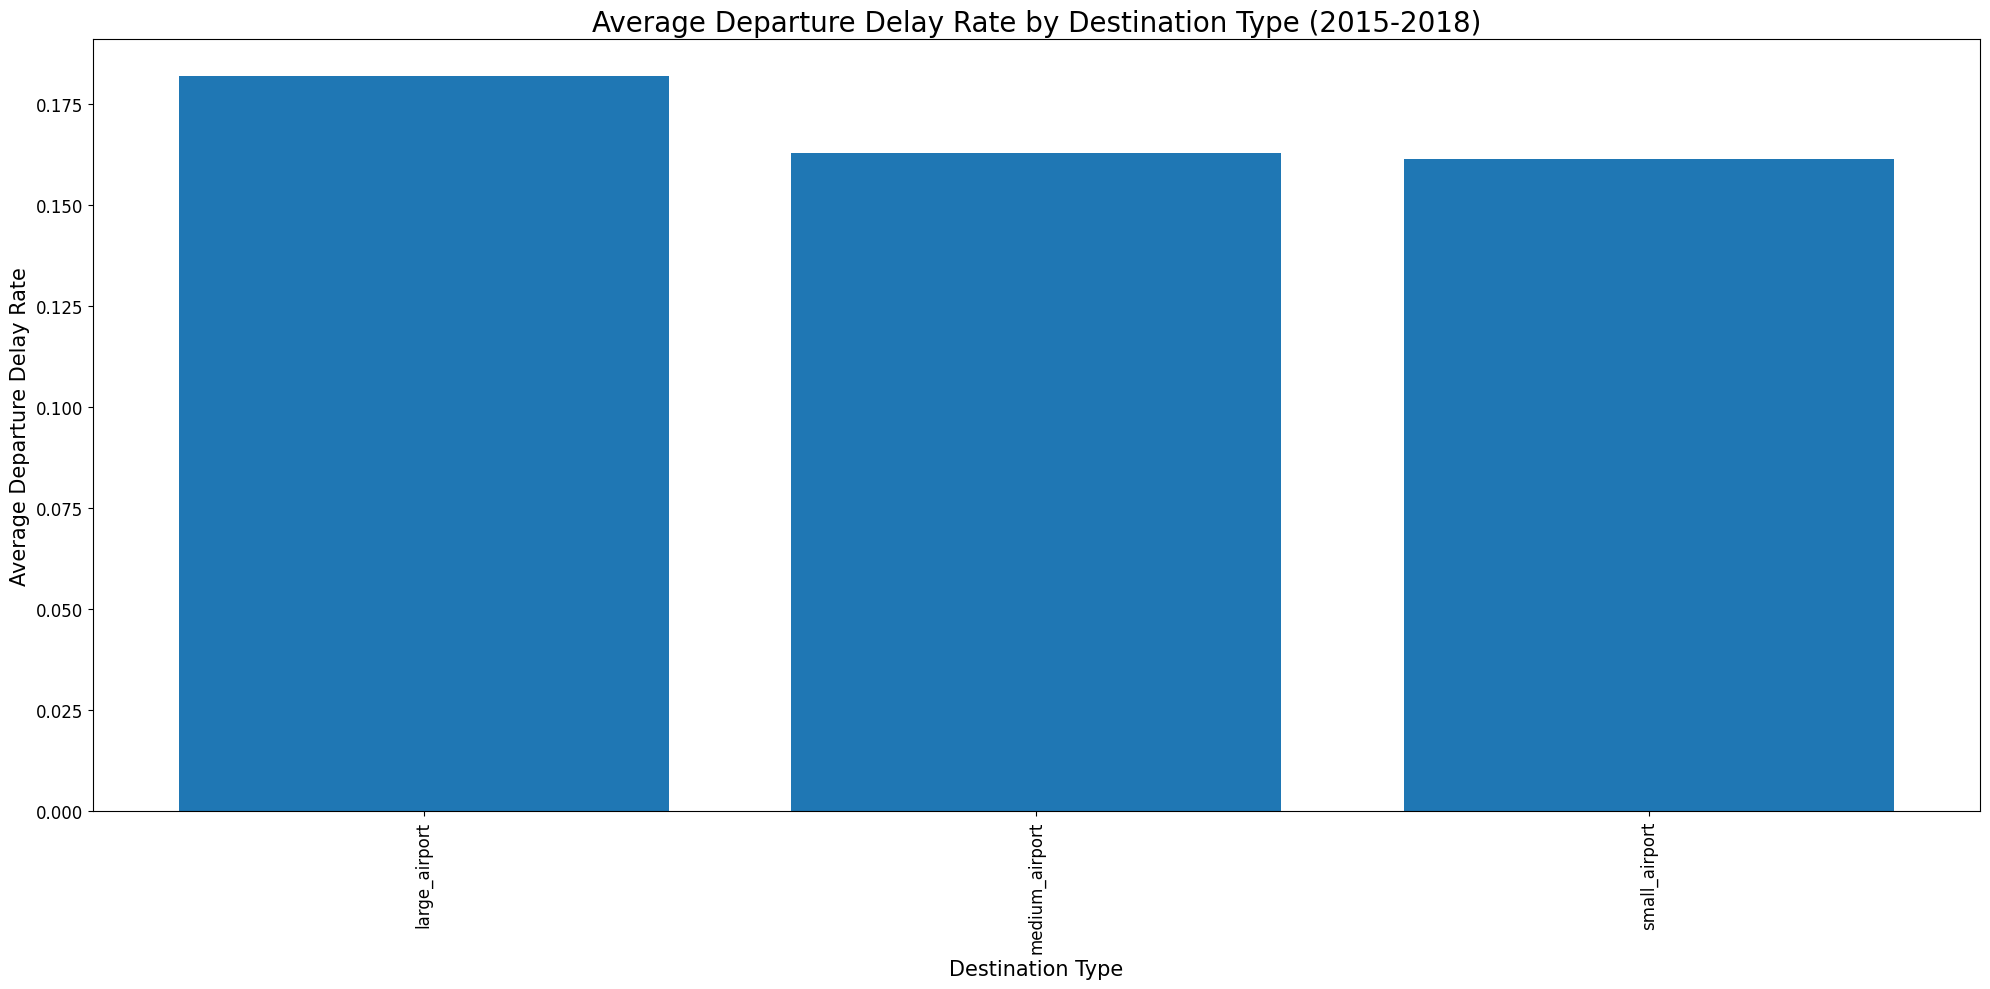 Average Departure Delay Rate by Destination Type (2015-2018)
Average Departure Delay Rate
0.175
0.150
0.125
0.100
0.075
0.050
0.025
0.000
large_airport
medium_airport
small_airport
Destination Type